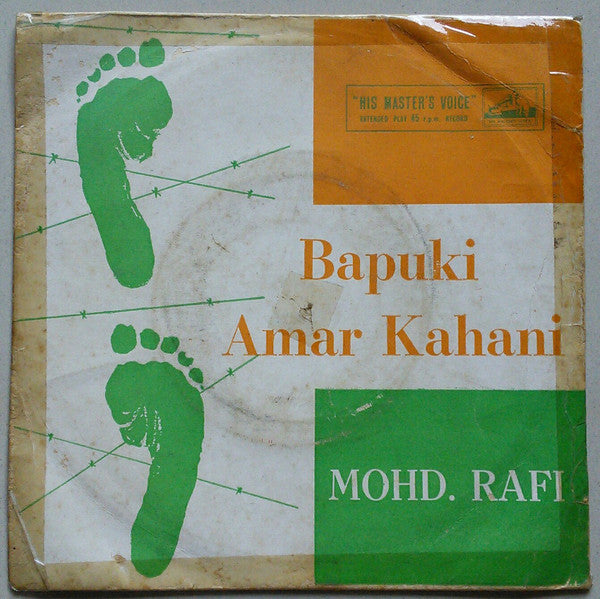 "HIS MASTER'S VOICE"
EXTENDED PLAY 45 r.p.m. RECORD
Bapuki
Amar Kahani
MOHD. RAFI